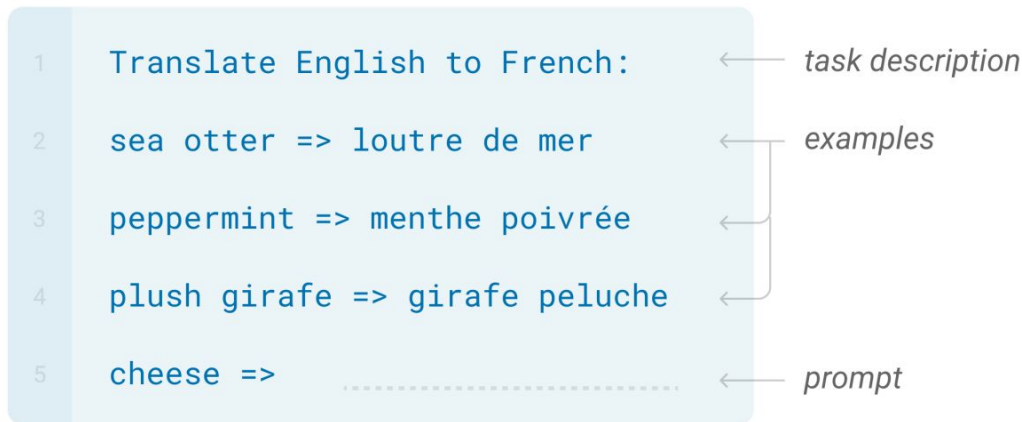 1 Translate English to French: task description
2 sea otter => loutre de mer examples
3 peppermint => menthe poivrée
4 plush girafe => girafe peluche
5 cheese => prompt